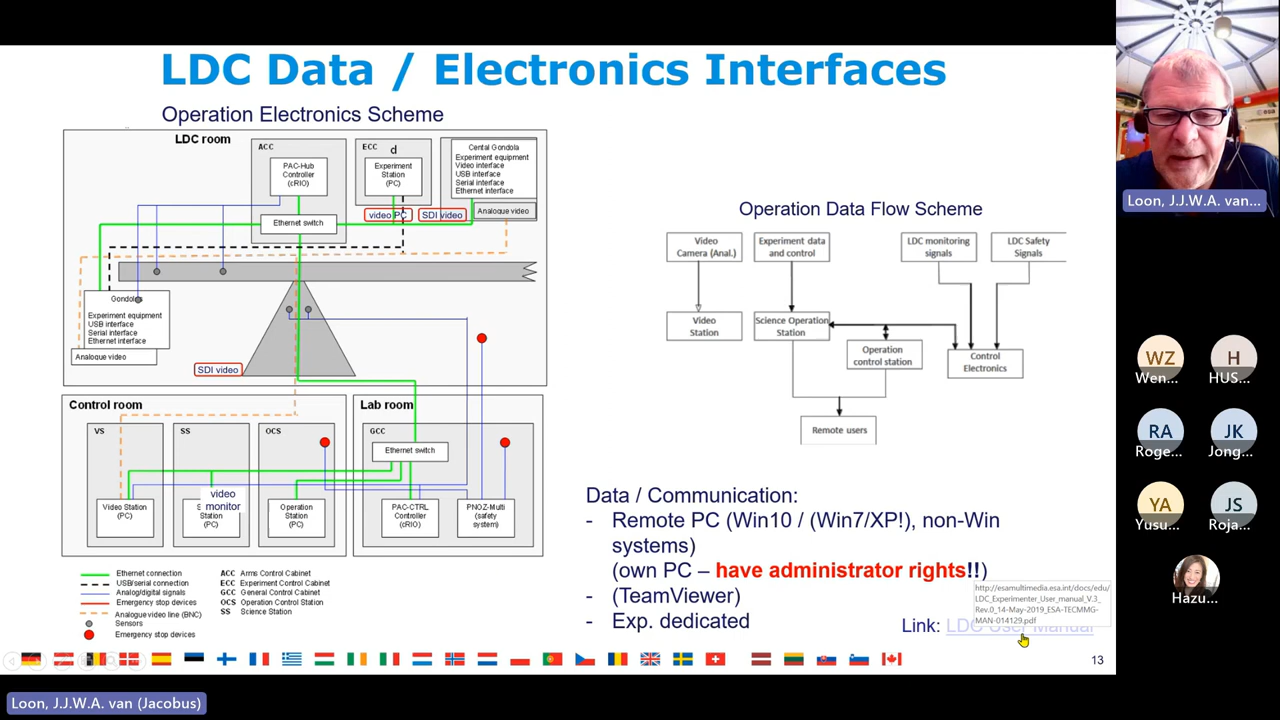 LDC Data / Electronics Interfaces
Operation Electronics Scheme
LDC room
ACC
PAC-Hub
Controller
(cRIO)
Ethernet switch
ECC
d
Experiment
Station
(PC)
video PC
SDI video
Cental Gondola
Experiment equipment
Video interface
USB interface
Serial interface
Ethernet interface
Analogue video
Experiment equipment
USB interface
Serial interface
Ethernet interface
Analogue video
SDI video
Control room
VS
Video Station
(PC)
SS
video
monitor
Station
(PC)
OCS
Operation
Station
(PC)
Lab room
GCC
Ethernet switch
PAC-CTRL
Controller
(cRIO)
PNOZ-Multi
(safety
system)
Ethernet connection
USB/serial connection
Analog/digital signals
Emergency stop devices
Analogue video line (BNC)
Sensors
Emergency stop devices
ACC Arms Control Cabinet
ECC Experiment Control Cabinet
GCC General Control Cabinet
OCS Operation Control Station
SS Science Station
Operation Data Flow Scheme
Video
Camera (Anal.)
Experiment data
and control
LDC monitoring
signals
LDC Safety
Signals
Video
Station
Science Operation
Station
Operation
control station
Control
Electronics
Remote users
Data / Communication:
- Remote PC (Win10 / (Win7/XP!), non-Win
systems)
(own PC – have administrator rights!!)
- (TeamViewer)
- Exp. dedicated
http://esamultimedia.esa.int/docs/edu/
LDC_Experimenter_User_manual_V.3_
Rev.0_14-May-2019_ESA-TECMMG-
MAN-014129.pdf
Link: LDC User Manual
13
Loon, J.J.W.A. van...
WZ
Wen...
H
HUS...
RA
Roge...
JK
Jong...
YA
Yusu...
JS
Roja...
Hazu...
Loon, J.J.W.A. van (Jacobus)